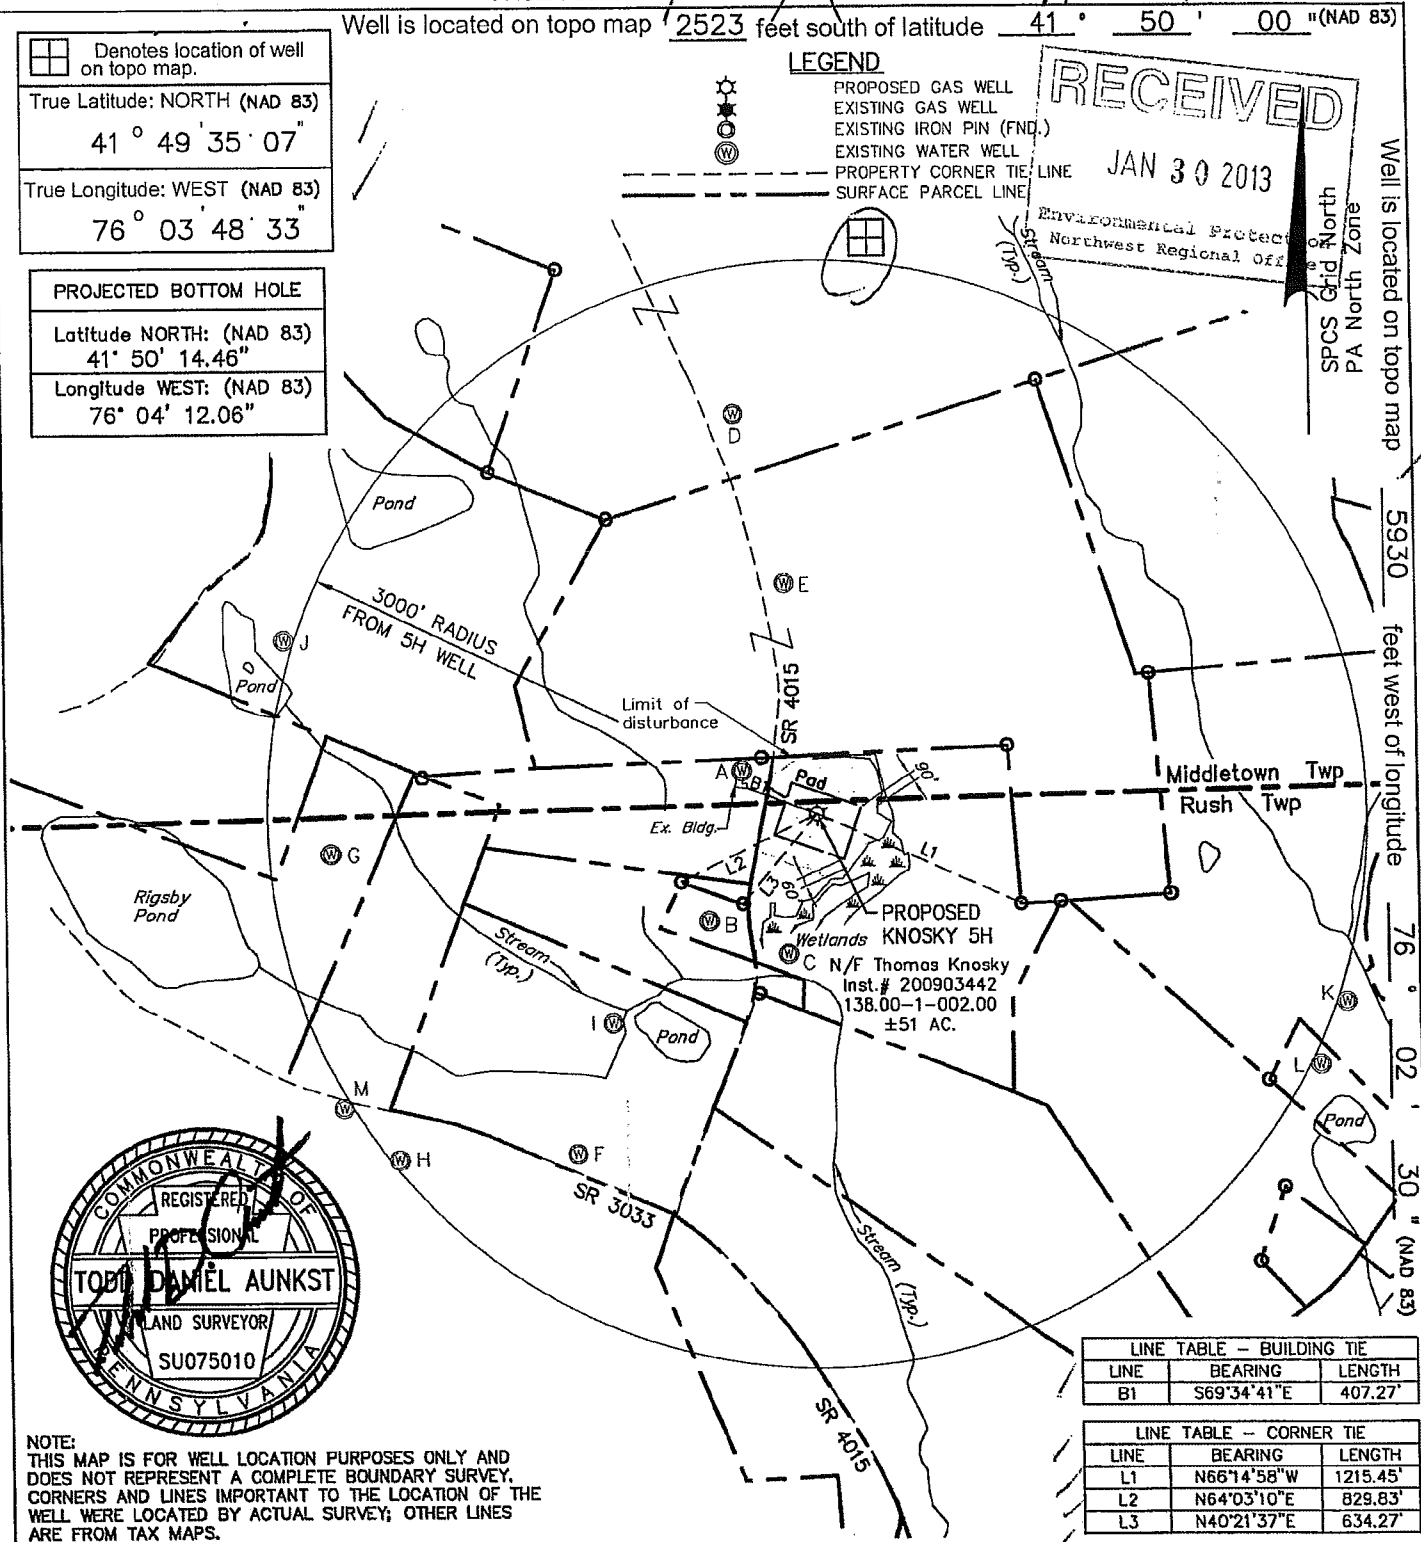 Well is located on topo map 2523 feet south of latitude 41 ° 50 ' 00 " (NAD 83)
Denotes location of well
on topo map.
True Latitude: NORTH (NAD 83)
41 ° 49 ' 35 . 07"
True Longitude: WEST (NAD 83)
76 ° 03 ' 48 . 33"
PROJECTED BOTTOM HOLE
Latitude NORTH: (NAD 83)
41° 50' 14.46"
Longitude WEST: (NAD 83)
76° 04' 12.06"
LEGEND
PROPOSED GAS WELL
EXISTING GAS WELL
EXISTING IRON PIN (FND.)
EXISTING WATER WELL
PROPERTY CORNER TIE LINE
SURFACE PARCEL LINE
RECEIVED
JAN 30 2013
Environmental Protection
Northwest Regional Office
SPCS Grid North
PA North Zone
Well is located on topo map 5930 feet west of longitude 76 ° 02 ' 30 " (NAD 83)
Stream
(Typ.)
W
D
Pond
W E
3000' RADIUS
FROM 5H WELL
W J
Pond
SR 4015
Limit of
disturbance
A W
B1
Pad
90'
Middletown Twp
Rush Twp
Ex. Bldg.
W G
L2
L3
60'
L1
Rigsby
Pond
W B
PROPOSED
KNOSKY 5H
Wetlands
W C
N/F Thomas Knosky
Inst.# 200903442
138.00-1-002.00
±51 AC.
Stream
(Typ.)
I W
Pond
K
W
L W
Pond
M
W
W H
W F
SR 3033
Stream (Typ.)
SR 4015
COMMONWEALTH OF
REGISTERED
PROFESSIONAL
TODD DANIEL AUNKST
LAND SURVEYOR
SU075010
PENNSYLVANIA
LINE TABLE - BUILDING TIE
LINE BEARING LENGTH
B1 S69°34'41"E 407.27'
LINE TABLE - CORNER TIE
LINE BEARING LENGTH
L1 N66°14'58"W 1215.45'
L2 N64°03'10"E 829.83'
L3 N40°21'37"E 634.27'
NOTE:
THIS MAP IS FOR WELL LOCATION PURPOSES ONLY AND
DOES NOT REPRESENT A COMPLETE BOUNDARY SURVEY.
CORNERS AND LINES IMPORTANT TO THE LOCATION OF THE
WELL WERE LOCATED BY ACTUAL SURVEY; OTHER LINES
ARE FROM TAX MAPS.